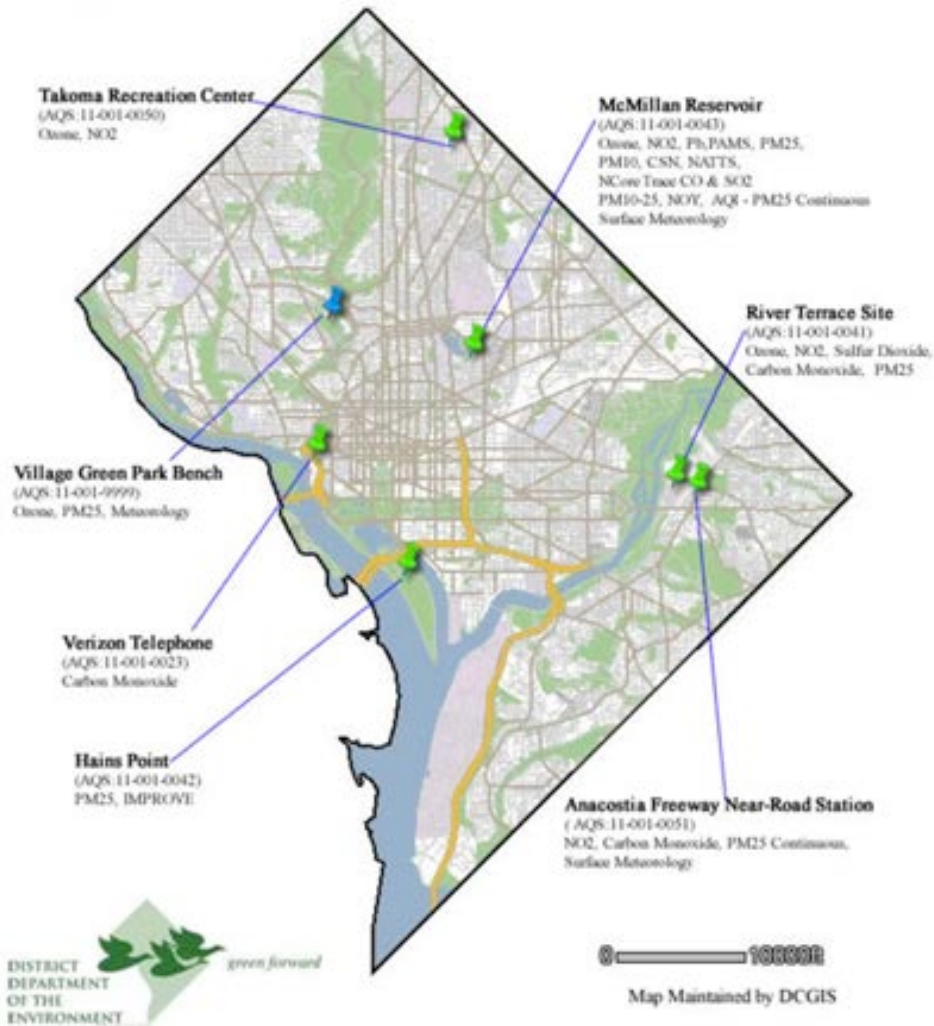 Takoma Recreation Center
(AQS:11-001-0050)
Ozone, NO2
McMillan Reservoir
(AQS:11-001-0043)
Ozone, NO2, Pb,PAMS, PM25,
PM10, CSN, NATTS,
NCore Trace CO & SO2
PM10-25, NOY, AQI - PM25 Continuous
Surface Meteorology
River Terrace Site
(AQS:11-001-0041)
Ozone, NO2, Sulfur Dioxide,
Carbon Monoxide, PM25
Village Green Park Bench
(AQS:11-001-9999)
Ozone, PM25, Meteorology
Verizon Telephone
(AQS:11-001-0023)
Carbon Monoxide
Hains Point
(AQS:11-001-0042)
PM25, IMPROVE
Anacostia Freeway Near-Road Station
( AQS:11-001-0051)
NO2, Carbon Monoxide, PM25 Continuous,
Surface Meteorology
DISTRICT
DEPARTMENT
OF THE
ENVIRONMENT
green forward
0 10000ft
Map Maintained by DCGIS